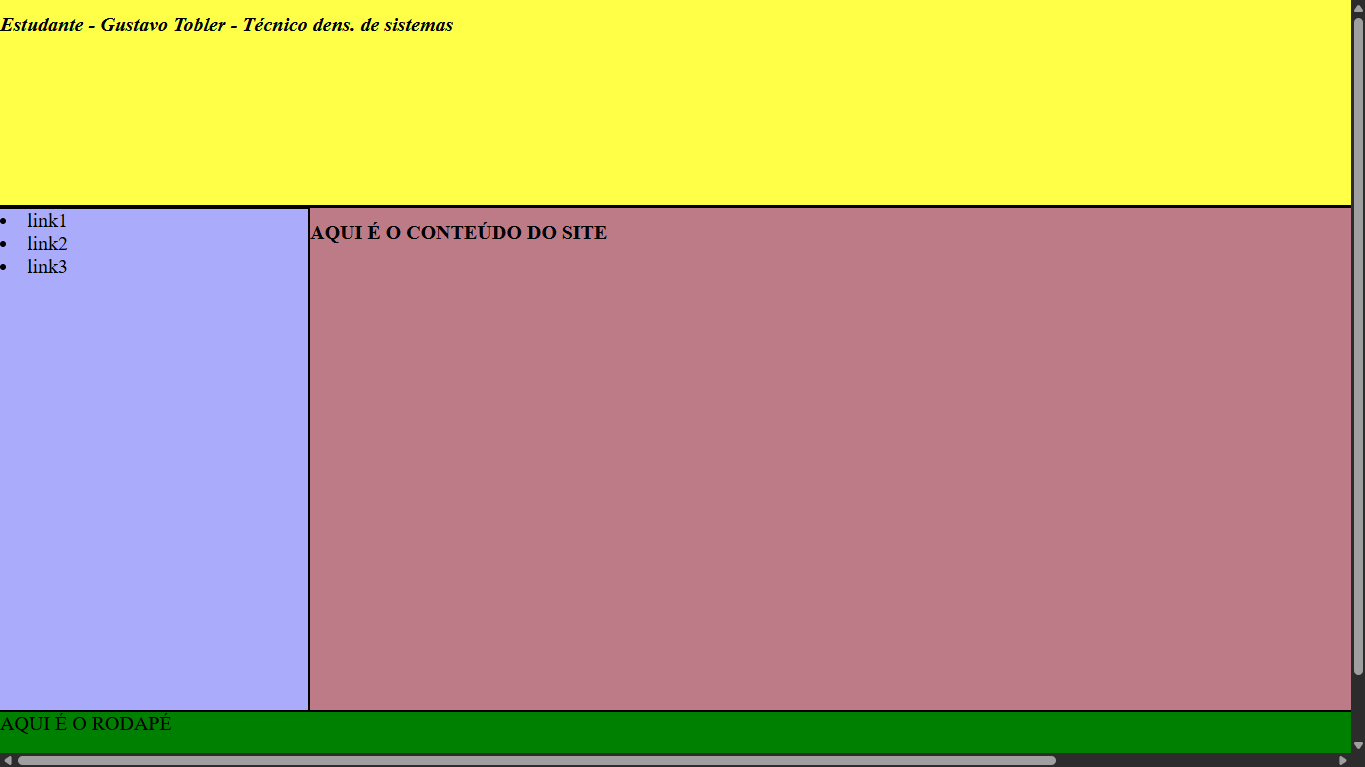 Estudante - Gustavo Tobler - Técnico dens. de sistemas
link1
link2
link3
AQUI É O CONTEÚDO DO SITE
AQUI É O RODAPÉ